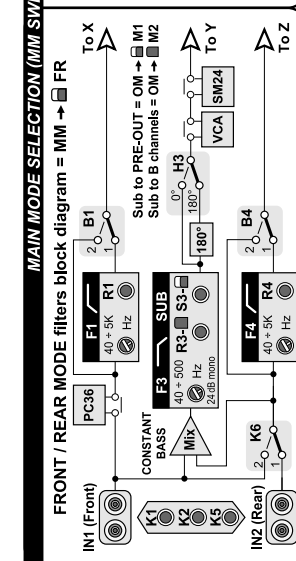 MAIN MODE SELECTION (MM SW
FRONT / REAR MODE filters block diagram = MM → FR
To X
To Y
To Z
Sub to PRE-OUT = OM → M1
Sub to B channels = OM → M2
B1
2
1
F1
R1
40 ÷ 5K
Hz
PC36
IN1 (Front)
SM24
VCA
H3
0°
180°
180°
F3
SUB
R3-
S3-
40 ÷ 500
Hz
24 dB mono
CONSTANT
BASS
Mix
K1
K2
K5
B4
2
1
F4
R4
40 ÷ 5K
Hz
K6
2
1
IN2 (Rear)